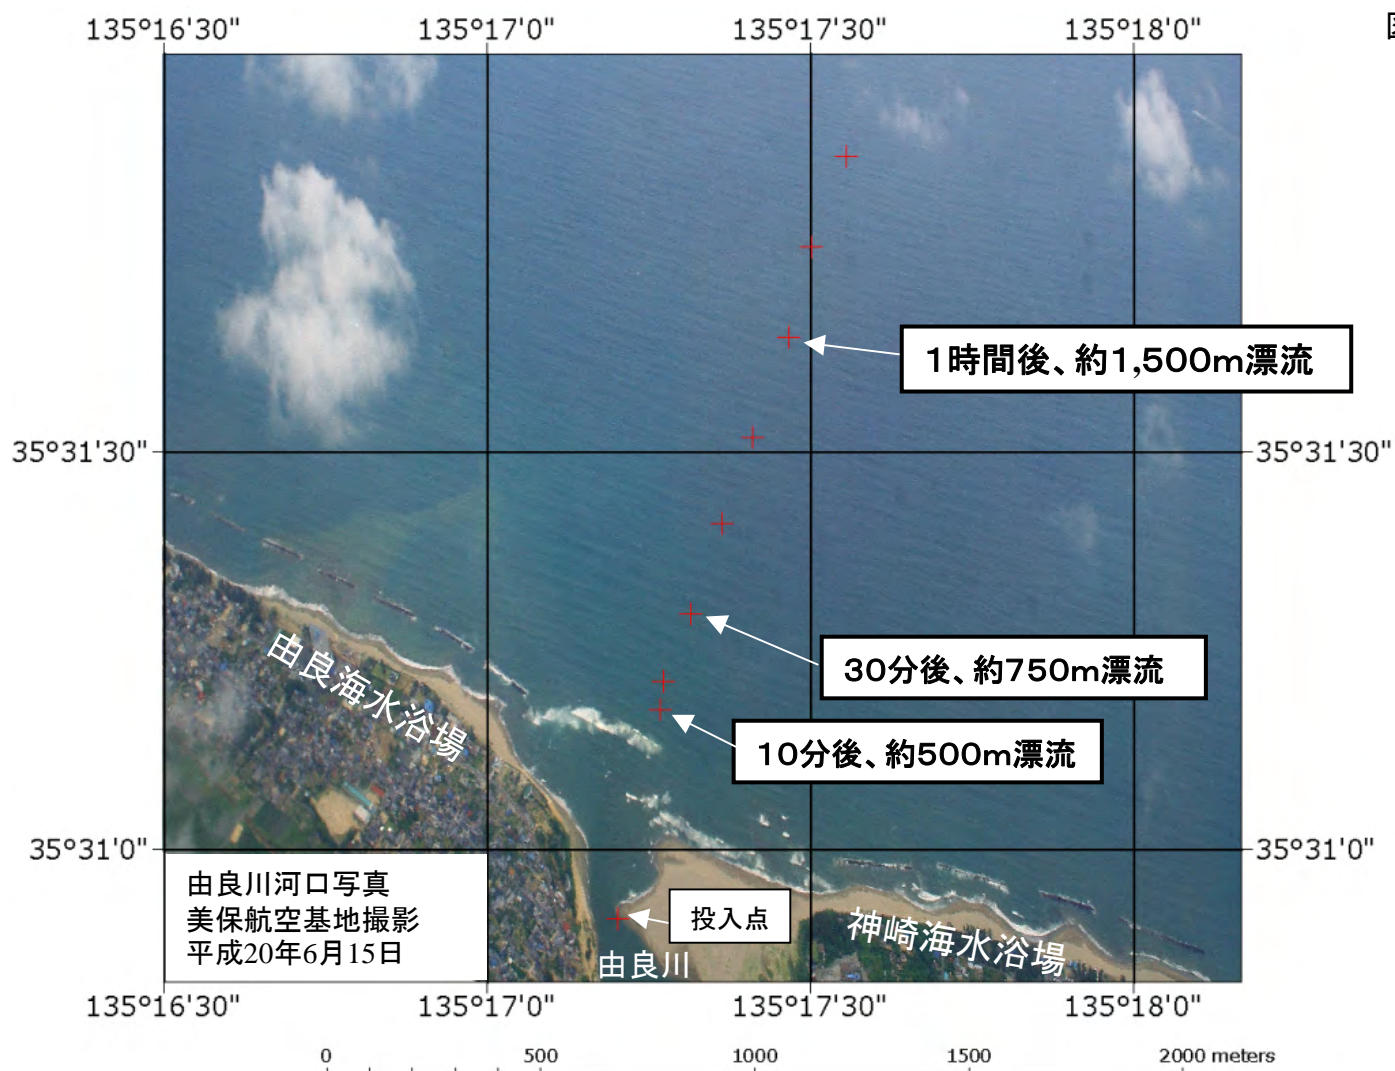 135°16'30"
135°17'0"
135°17'30"
135°18'0"
1時間後、約1,500m漂流
35°31'30"
35°31'30"
30分後、約750m漂流
由良海水浴場
10分後、約500m漂流
35°31'0"
35°31'0"
由良川河口写真
美保航空基地撮影
平成20年6月15日
投入点
神崎海水浴場
由良川
135°16'30"
135°17'0"
135°17'30"
135°18'0"
0
500
1000
1500
2000 meters